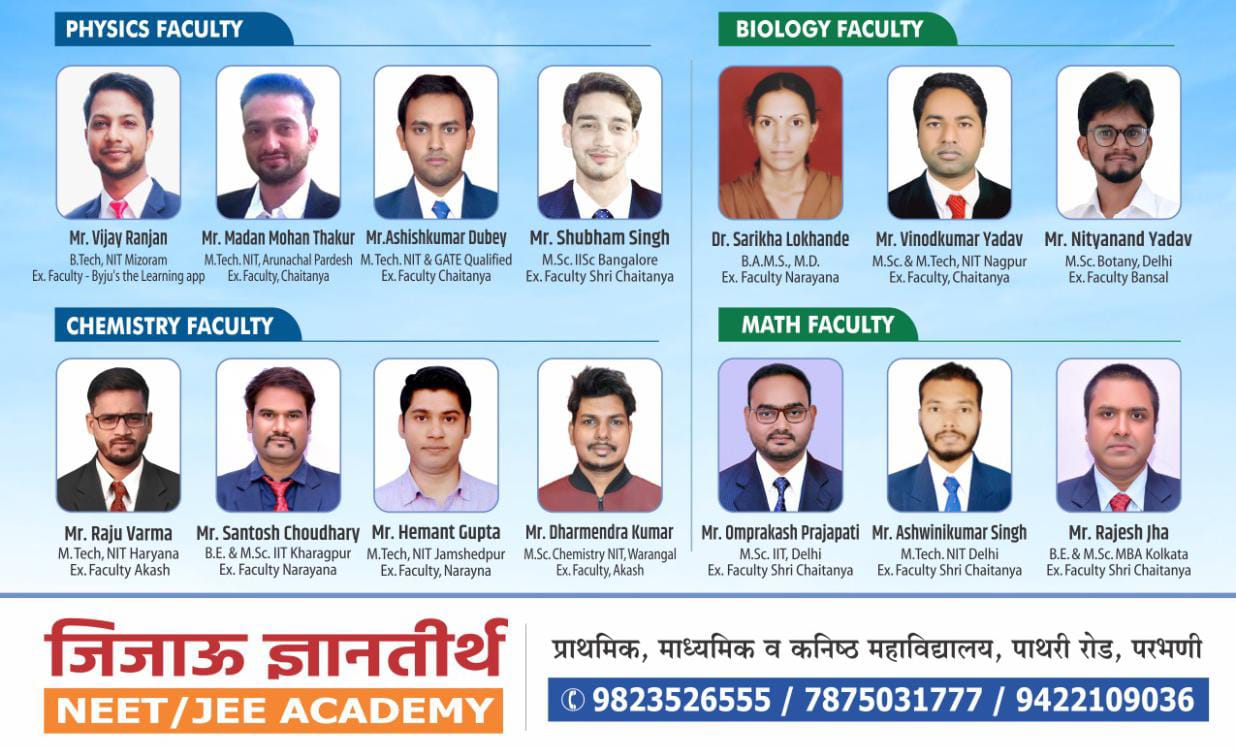 PHYSICS FACULTY
Mr. Vijay Ranjan
B.Tech, NIT Mizoram
Ex. Faculty - Byju's the Learning app
Mr. Madan Mohan Thakur
M.Tech. NIT, Arunachal Pardesh
Ex. Faculty, Chaitanya
Mr.Ashishkumar Dubey
M.Tech. NIT & GATE Qualified
Ex. Faculty Chaitanya
Mr. Shubham Singh
M.Sc. IISc Bangalore
Ex. Faculty Shri Chaitanya
BIOLOGY FACULTY
Dr. Sarikha Lokhande
B.A.M.S., M.D.
Ex. Faculty Narayana
Mr. Vinodkumar Yadav
M.Sc. & M.Tech, NIT Nagpur
Ex. Faculty, Chaitanya
Mr. Nityanand Yadav
M.Sc. Botany, Delhi
Ex. Faculty Bansal
CHEMISTRY FACULTY
Mr. Raju Varma
M.Tech, NIT Haryana
Ex. Faculty Akash
Mr. Santosh Choudhary
B.E. & M.Sc. IIT Kharagpur
Ex. Faculty Narayana
Mr. Hemant Gupta
M.Tech, NIT Jamshedpur
Ex. Faculty, Narayna
Mr. Dharmendra Kumar
M.Sc. Chemistry NIT, Warangal
Ex. Faculty, Akash
MATH FACULTY
Mr. Omprakash Prajapati
M.Sc. IIT, Delhi
Ex. Faculty Shri Chaitanya
Mr. Ashwinikumar Singh
M.Tech. NIT Delhi
Ex. Faculty Shri Chaitanya
Mr. Rajesh Jha
B.E. & M.Sc. MBA Kolkata
Ex. Faculty Shri Chaitanya
जिजाऊ ज्ञानतीर्थ
NEET/JEE ACADEMY
प्राथमिक, माध्यमिक व कनिष्ठ महाविद्यालय, पाथरी रोड, परभणी
9823526555 / 7875031777 / 9422109036